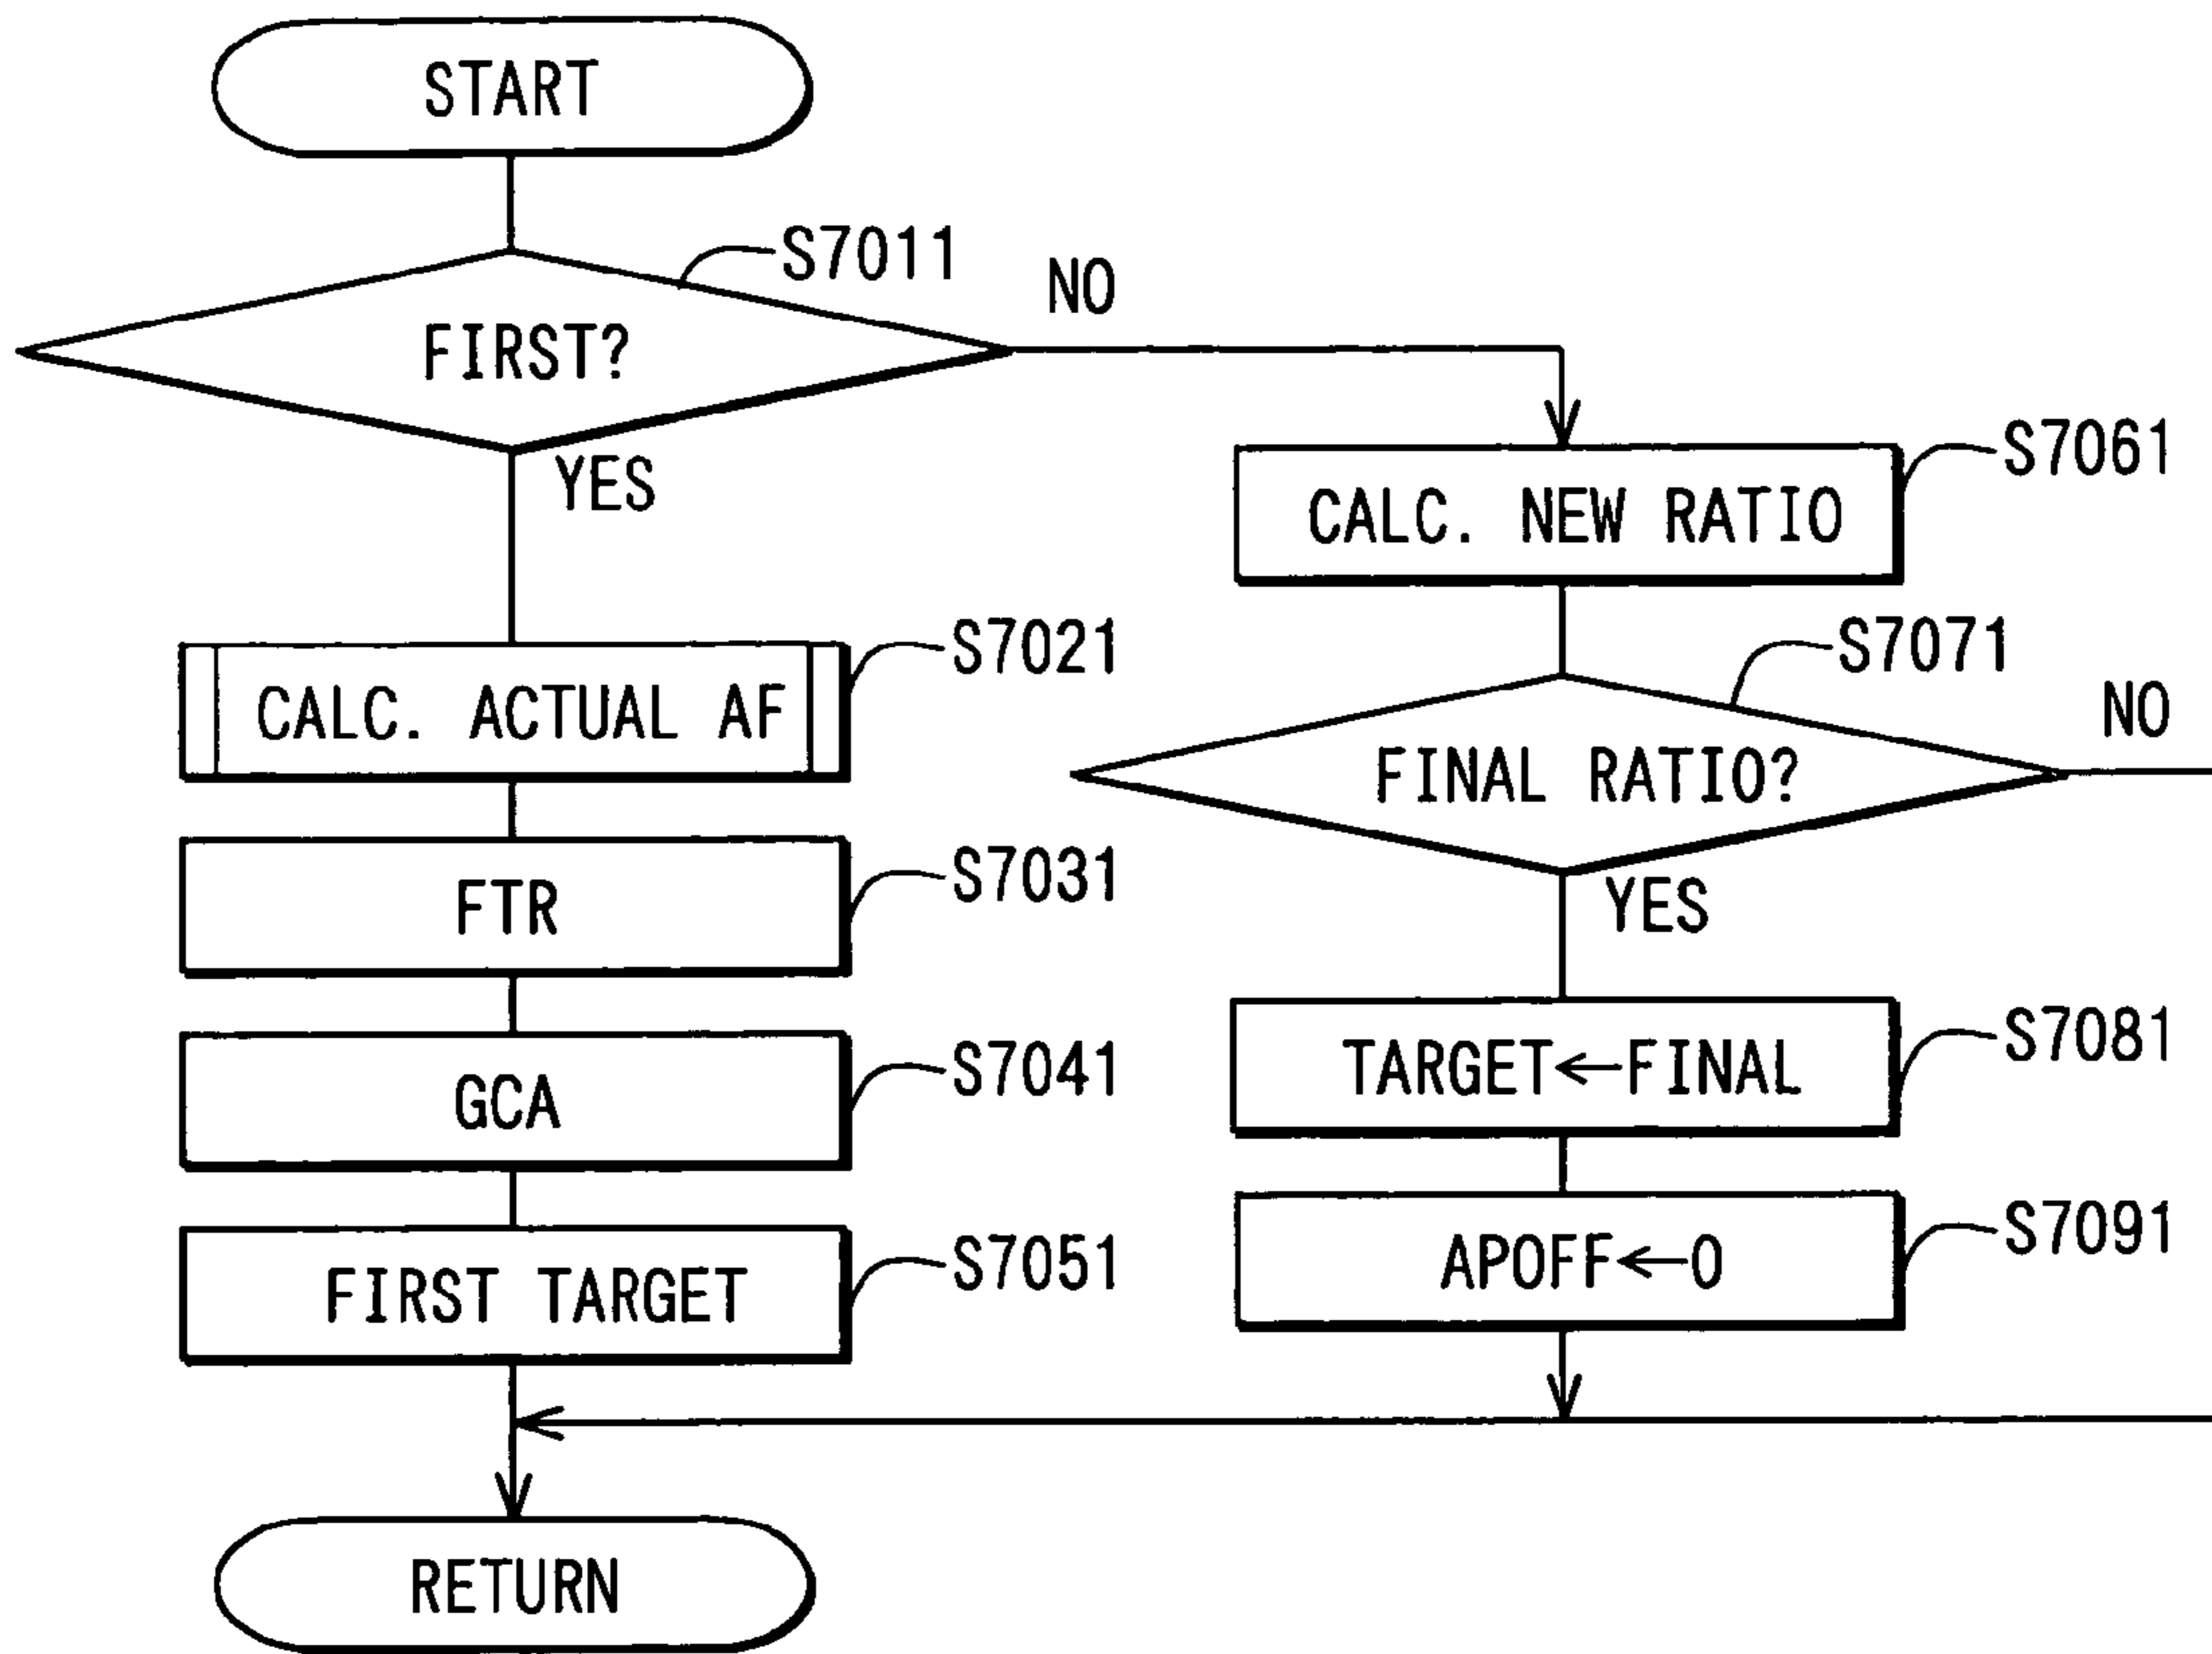 START
S7011
FIRST?
NO
YES
S7021
CALC. ACTUAL AF
S7031
FTR
S7041
GCA
S7051
FIRST TARGET
RETURN
S7061
CALC. NEW RATIO
S7071
FINAL RATIO?
NO
YES
S7081
TARGET←FINAL
S7091
APOFF←0